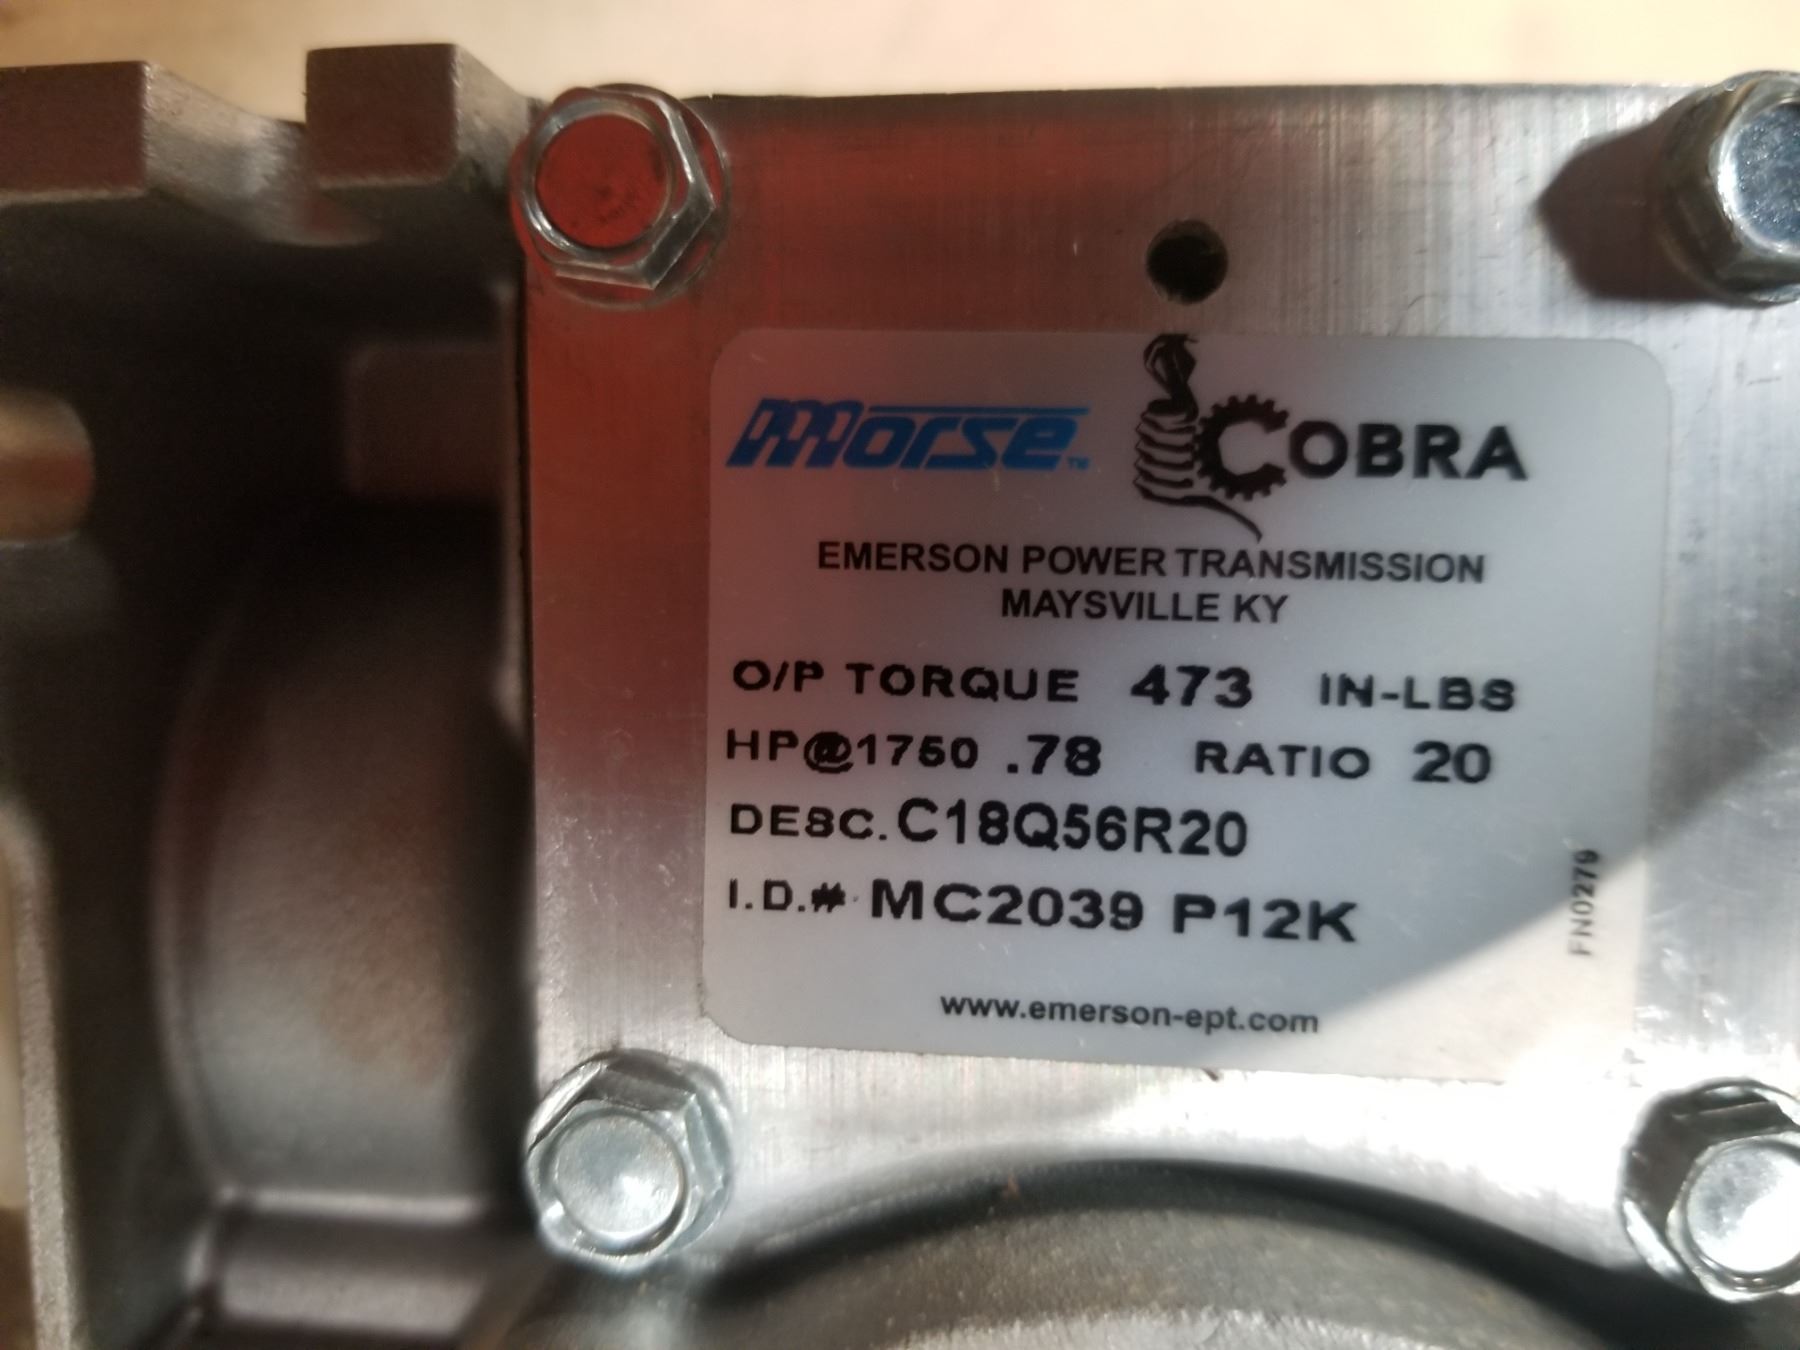 Morse™ COBRA
EMERSON POWER TRANSMISSION
MAYSVILLE KY
O/P TORQUE 473 IN-LBS
HP@1750 .78 RATIO 20
DESC. C18Q56R20
I.D.# MC2039 P12K
FN0279
www.emerson-ept.com